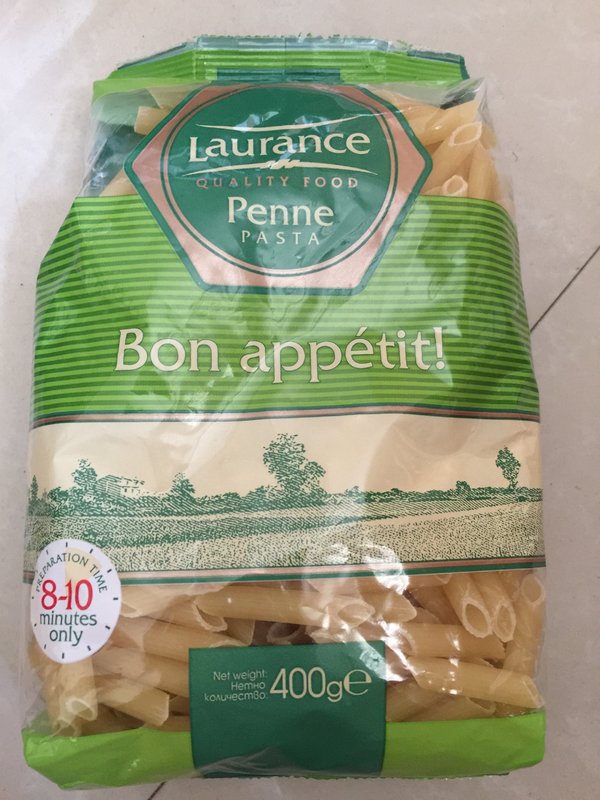 Laurance
QUALITY FOOD
Penne
PASTA
Bon appétit!
PREPARATION TIME
8-10
minutes
only
Net weight:
Нетно
количество:
400g℮